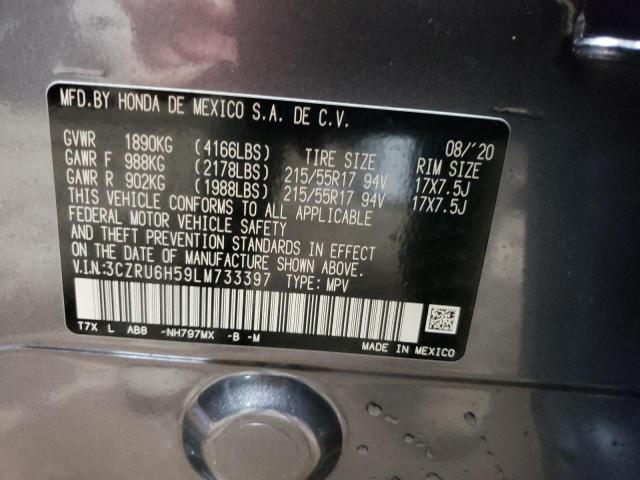 MFD.BY HONDA DE MEXICO S.A. DE C.V.
08/'20
GVWR 1890KG (4166LBS) TIRE SIZE RIM SIZE
GAWR F 988KG (2178LBS) 215/55R17 94V 17X7.5J
GAWR R 902KG (1988LBS) 215/55R17 94V 17X7.5J
THIS VEHICLE CONFORMS TO ALL APPLICABLE
FEDERAL MOTOR VEHICLE SAFETY
AND THEFT PREVENTION STANDARDS IN EFFECT
ON THE DATE OF MANUFACTURE SHOWN ABOVE.
V.I.N:3CZRU6H59LM733397 TYPE: MPV
T7X L ABB -NH797MX -B -M
MADE IN MEXICO